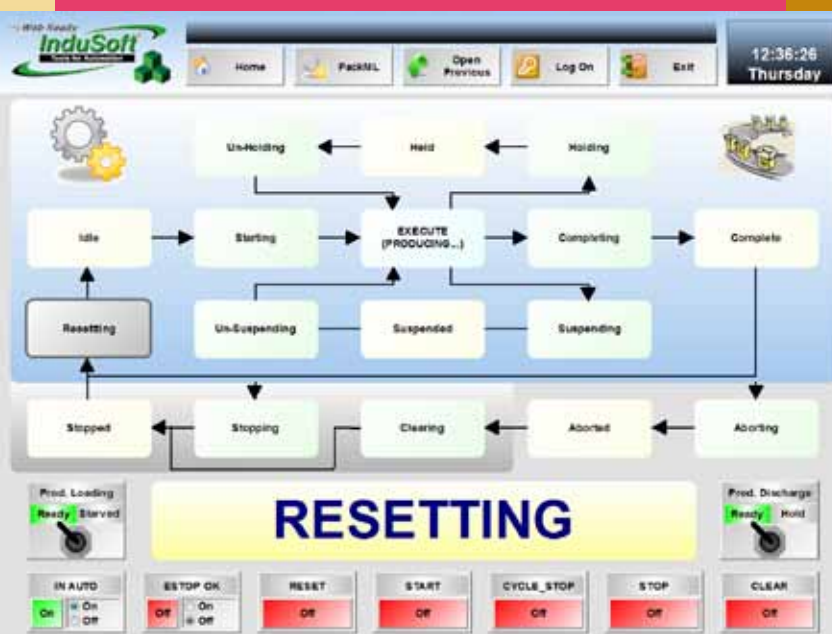 Web Ready
InduSoft
Tools for Automation
Home
PackML
Open
Previous
Log On
Exit
12:36:26
Thursday
Un-Holding
Held
Holding
Idle
Starting
EXECUTE
(PRODUCING...)
Completing
Complete
Resetting
Un-Suspending
Suspended
Suspending
Stopped
Stopping
Clearing
Aborted
Aborting
Prod. Loading
Ready Starved
RESETTING
Prod. Discharge
Ready Hold
IN AUTO
ESTOP OK
RESET
START
CYCLE_STOP
STOP
CLEAR
On
On
Off
Off
On
Off
Off
Off
Off
Off
Off